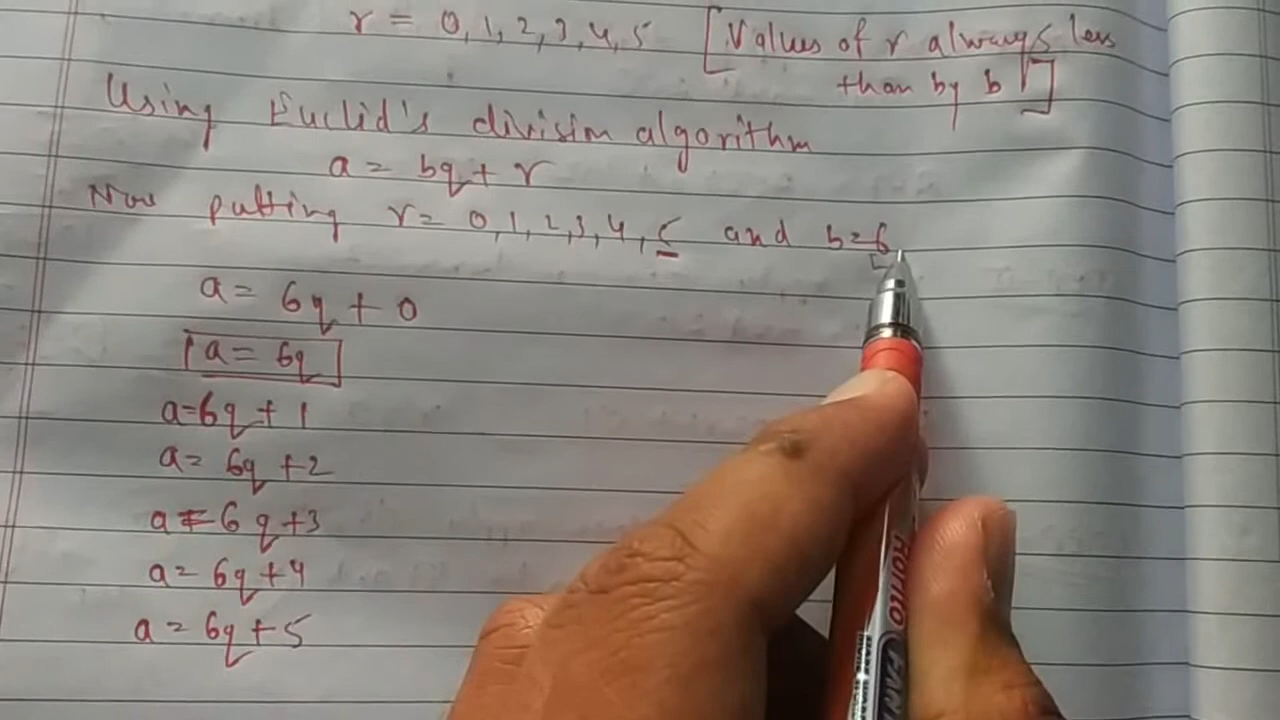 r = 0, 1, 2, 3, 4, 5 [Values of r always less
than by b]
Using Euclid's division algorithm
a = bq + r
Now putting r = 0, 1, 2, 3, 4, 5 and b = 6
a = 6q + 0
a = 6q
a = 6q + 1
a = 6q + 2
a = 6q + 3
a = 6q + 4
a = 6q + 5
Rorito